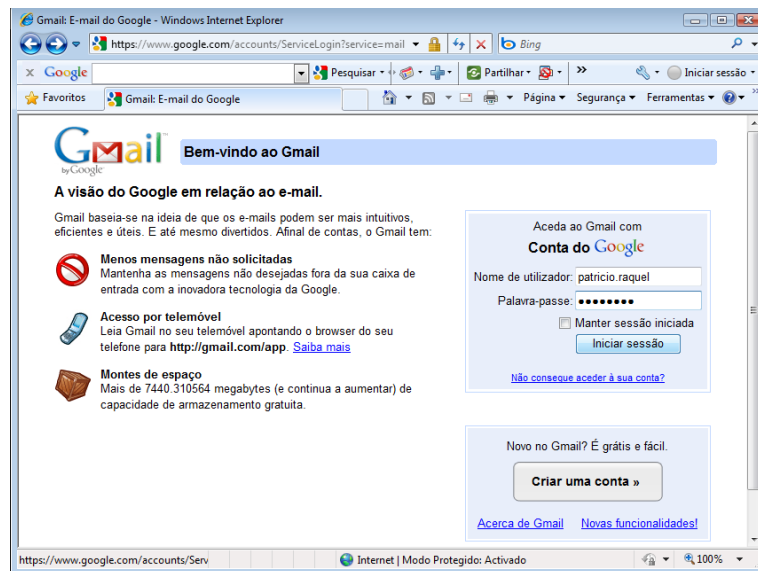 Gmail: E-mail do Google - Windows Internet Explorer
https://www.google.com/accounts/ServiceLogin?service=mail
Bing
x Google
Pesquisar
Partilhar
»
Iniciar sessão
Favoritos
Gmail: E-mail do Google
Página
Segurança
Ferramentas
»
Gmail
by Google
Bem-vindo ao Gmail
A visão do Google em relação ao e-mail.
Gmail baseia-se na ideia de que os e-mails podem ser mais intuitivos,
eficientes e úteis. E até mesmo divertidos. Afinal de contas, o Gmail tem:
Menos mensagens não solicitadas
Mantenha as mensagens não desejadas fora da sua caixa de
entrada com a inovadora tecnologia da Google.
Acesso por telemóvel
Leia Gmail no seu telemóvel apontando o browser do seu
telefone para http://gmail.com/app. Saiba mais
Montes de espaço
Mais de 7440.310564 megabytes (e continua a aumentar) de
capacidade de armazenamento gratuita.
Aceda ao Gmail com
Conta do Google
Nome de utilizador: patricio.raquel
Palavra-passe: ●●●●●●●●
Manter sessão iniciada
Iniciar sessão
Não consegue aceder à sua conta?
Novo no Gmail? É grátis e fácil.
Criar uma conta »
Acerca de Gmail Novas funcionalidades!
https://www.google.com/accounts/Serv
Internet | Modo Protegido: Activado
100%